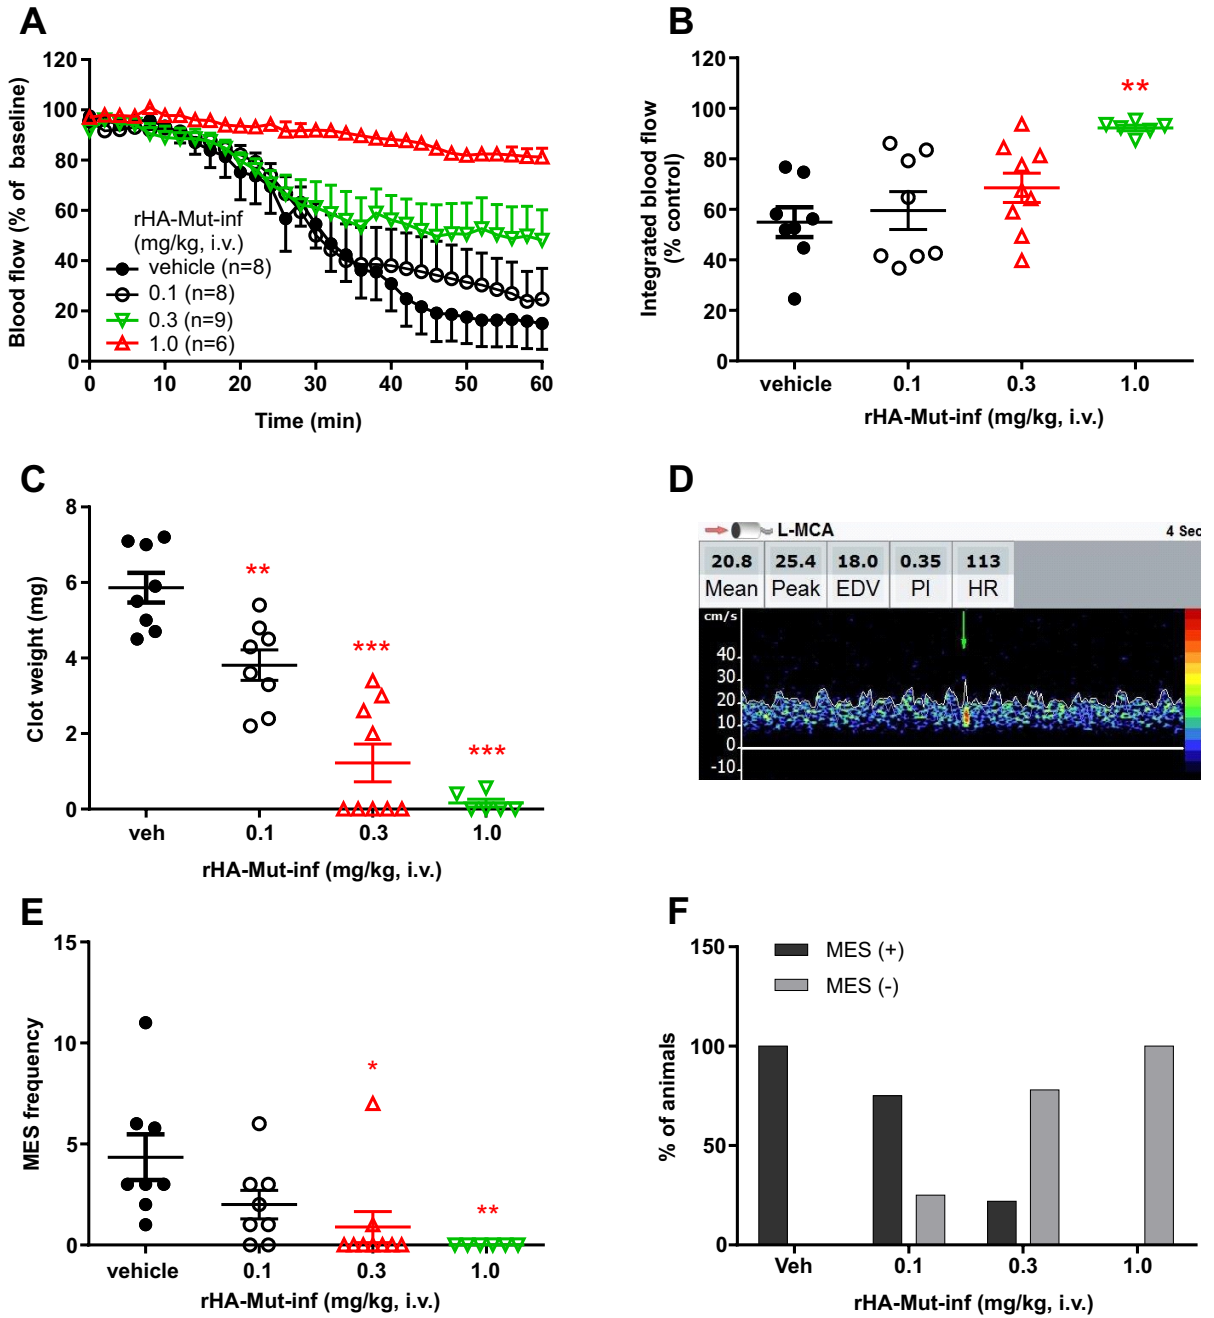 A
Blood flow (% of baseline)
120
100
80
60
40
20
0
rHA-Mut-inf
(mg/kg, i.v.)
vehicle (n=8)
0.1 (n=8)
0.3 (n=9)
1.0 (n=6)
0 10 20 30 40 50 60
Time (min)
B
Integrated blood flow
(% control)
120
100
80
60
40
20
0
**
vehicle 0.1 0.3 1.0
rHA-Mut-inf (mg/kg, i.v.)
C
Clot weight (mg)
8
6
4
2
0
**
***
***
veh 0.1 0.3 1.0
rHA-Mut-inf (mg/kg, i.v.)
D
L-MCA 4 Sec
20.8 25.4 18.0 0.35 113
Mean Peak EDV PI HR
cm/s
40
30
20
10
0
-10
E
MES frequency
15
10
5
0
*
**
vehicle 0.1 0.3 1.0
rHA-Mut-inf (mg/kg, i.v.)
F
% of animals
150
100
50
0
MES (+)
MES (-)
Veh 0.1 0.3 1.0
rHA-Mut-inf (mg/kg, i.v.)